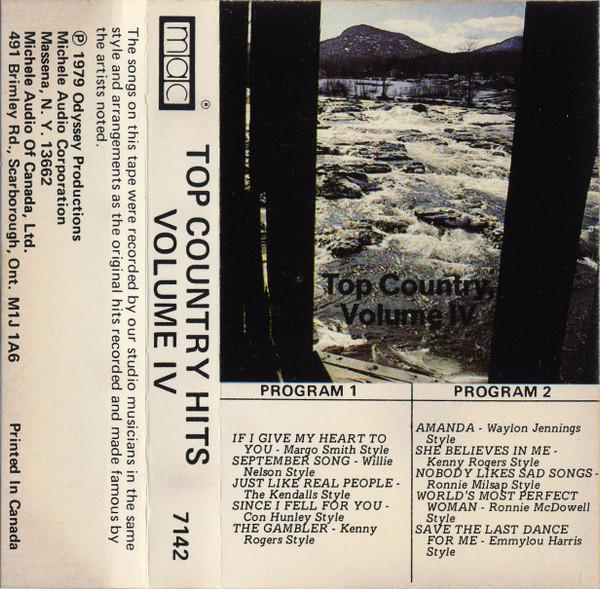 The songs on this tape were recorded by our studio musicians in the same
style and arrangements as the original hits recorded and made famous by
the artists noted.
℗ 1979 Odyssey Productions
Michele Audio Corporation
Massena, N. Y. 13662
Michele Audio Of Canada, Ltd.
491 Brimley Rd., Scarborough, Ont. M1J 1A6
Printed In Canada
mac®
TOP COUNTRY HITS
VOLUME IV
7142
Top Country,
Volume IV
PROGRAM 1
IF I GIVE MY HEART TO
YOU - Margo Smith Style
SEPTEMBER SONG - Willie
Nelson Style
JUST LIKE REAL PEOPLE -
The Kendalls Style
SINCE I FELL FOR YOU -
Con Hunley Style
THE GAMBLER - Kenny
Rogers Style
PROGRAM 2
AMANDA - Waylon Jennings
Style
SHE BELIEVES IN ME -
Kenny Rogers Style
NOBODY LIKES SAD SONGS -
Ronnie Milsap Style
WORLD'S MOST PERFECT
WOMAN - Ronnie McDowell
Style
SAVE THE LAST DANCE
FOR ME - Emmylou Harris
Style